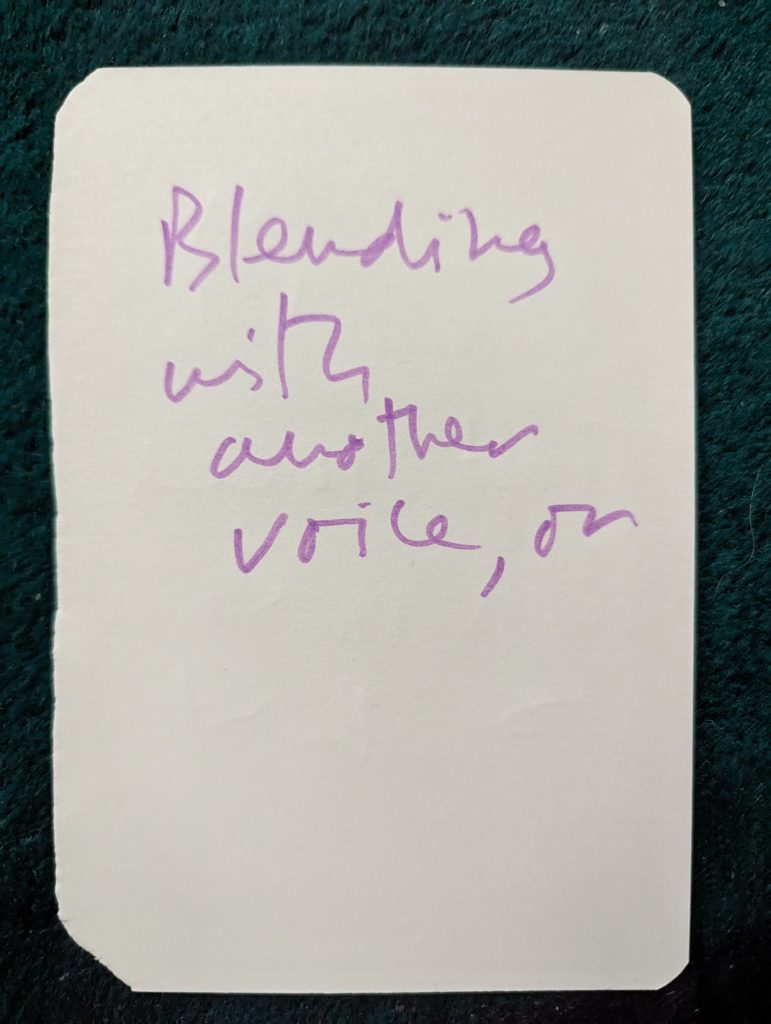 Blending
with
another
voice, or